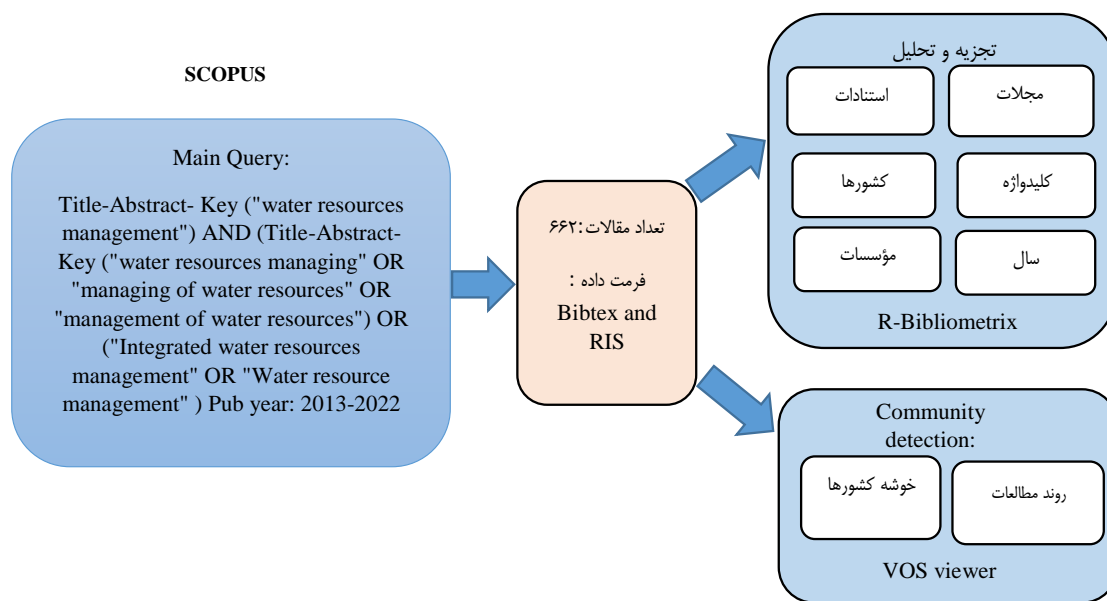 SCOPUS
Main Query:
Title-Abstract- Key ("water resources
management") AND (Title-Abstract-
Key ("water resources managing" OR
"managing of water resources" OR
"management of water resources") OR
("Integrated water resources
management" OR "Water resource
management" ) Pub year: 2013-2022
تعداد مقالات:۶۶۲
فرمت داده :
Bibtex and
RIS
تجزیه و تحلیل
مجلات
استنادات
کلیدواژه
کشورها
سال
مؤسسات
R-Bibliometrix
Community
detection:
روند مطالعات
خوشه کشورها
VOS viewer